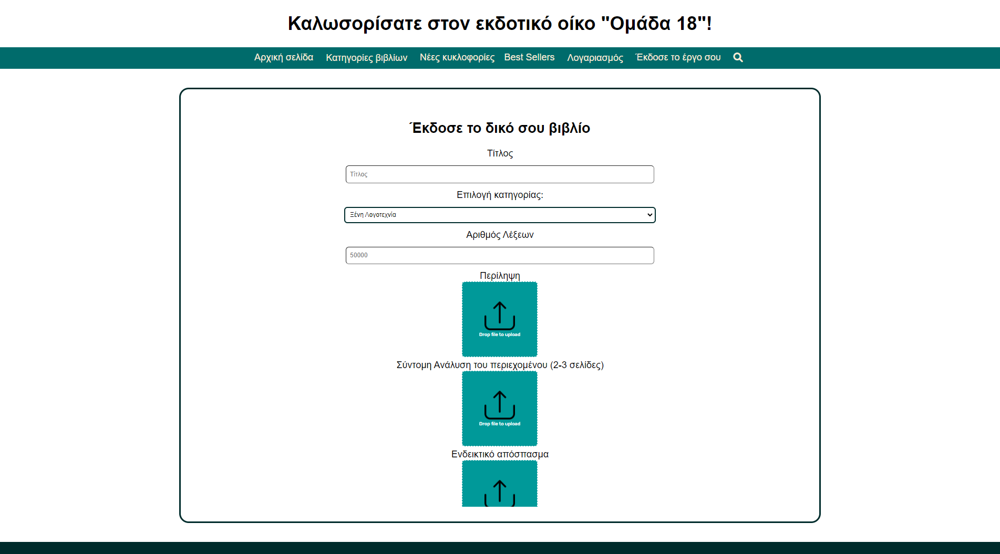 Καλωσορίσατε στον εκδοτικό οίκο "Ομάδα 18"!
Αρχική σελίδα Κατηγορίες βιβλίων Νέες κυκλοφορίες Best Sellers Λογαριασμός Έκδοσε το έργο σου
Έκδοσε το δικό σου βιβλίο
Τίτλος
Τίτλος
Επιλογή κατηγορίας:
Ξένη Λογοτεχνία
Αριθμός Λέξεων
50000
Περίληψη
Drop file to upload
Σύντομη Ανάλυση του περιεχομένου (2-3 σελίδες)
Drop file to upload
Ενδεικτικό απόσπασμα